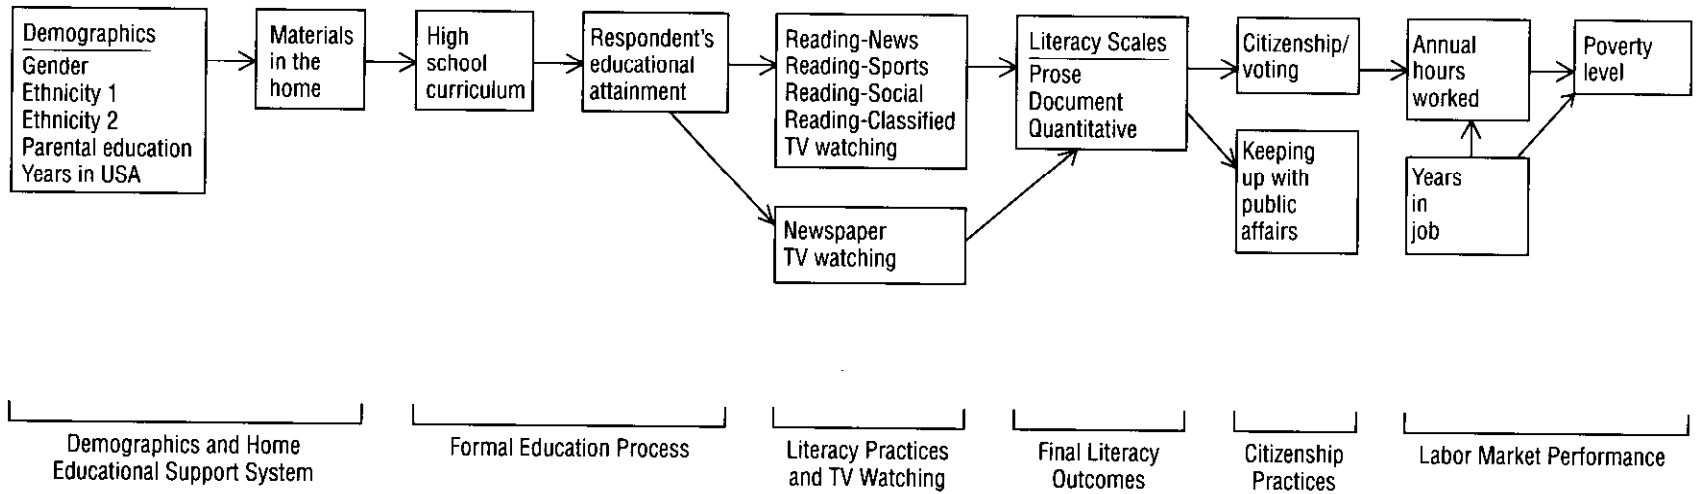 Demographics
Gender
Ethnicity 1
Ethnicity 2
Parental education
Years in USA
Materials
in the
home
High
school
curriculum
Respondent's
educational
attainment
Reading-News
Reading-Sports
Reading-Social
Reading-Classified
TV watching
Newspaper
TV watching
Literacy Scales
Prose
Document
Quantitative
Citizenship/
voting
Keeping
up with
public
affairs
Annual
hours
worked
Years
in
job
Poverty
level
Demographics and Home
Educational Support System
Formal Education Process
Literacy Practices
and TV Watching
Final Literacy
Outcomes
Citizenship
Practices
Labor Market Performance